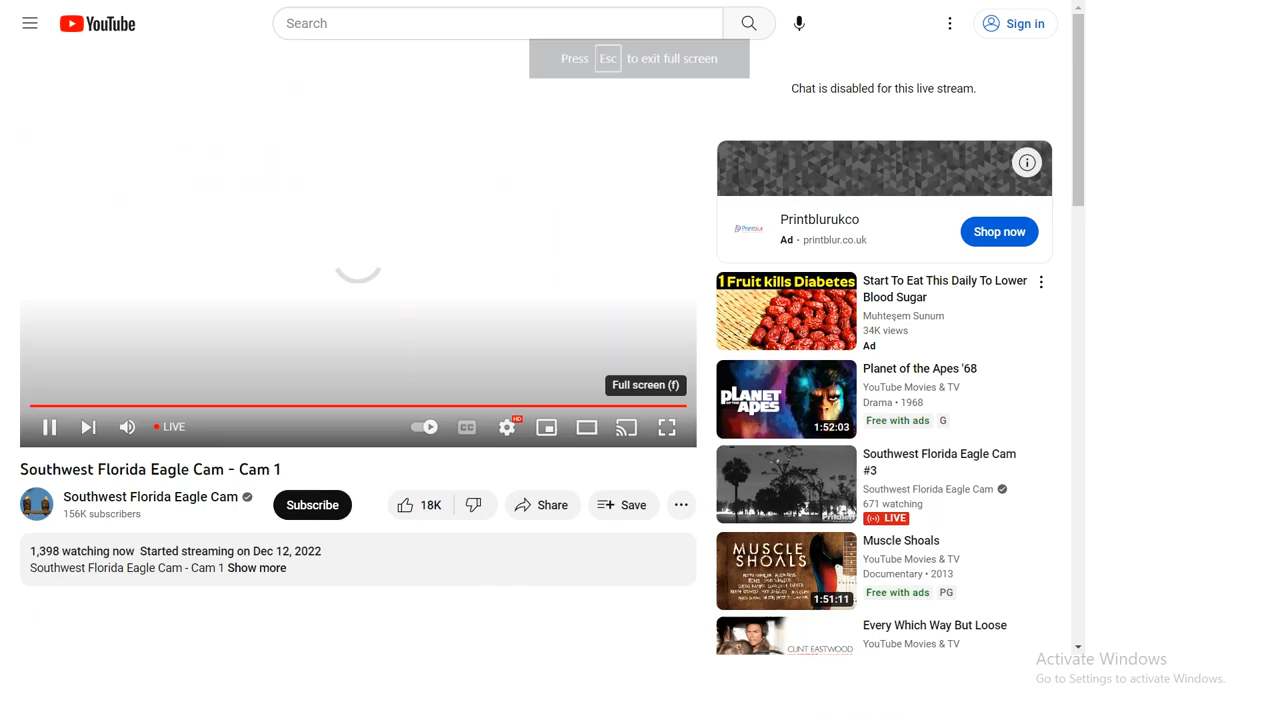 YouTube
Search
Sign in
Press Esc to exit full screen
Chat is disabled for this live stream.
Printblurukco
Ad · printblur.co.uk
Shop now
Printblur
1 Fruit kills Diabetes
Start To Eat This Daily To Lower
Blood Sugar
Muhteşem Sunum
34K views
Ad
PLANET
OF THE
APES
1:52:03
Planet of the Apes '68
YouTube Movies & TV
Drama • 1968
Free with ads G
Full screen (f)
LIVE
CC
HD
Southwest Florida Eagle Cam - Cam 1
Southwest Florida Eagle Cam
156K subscribers
Subscribe
18K
Share
Save
1,398 watching now Started streaming on Dec 12, 2022
Southwest Florida Eagle Cam - Cam 1 Show more
Southwest Florida Eagle Cam
#3
Southwest Florida Eagle Cam
671 watching
LIVE
MUSCLE
SHOALS
1:51:11
Muscle Shoals
YouTube Movies & TV
Documentary • 2013
Free with ads PG
CLINT EASTWOOD
Every Which Way But Loose
YouTube Movies & TV
Activate Windows
Go to Settings to activate Windows.